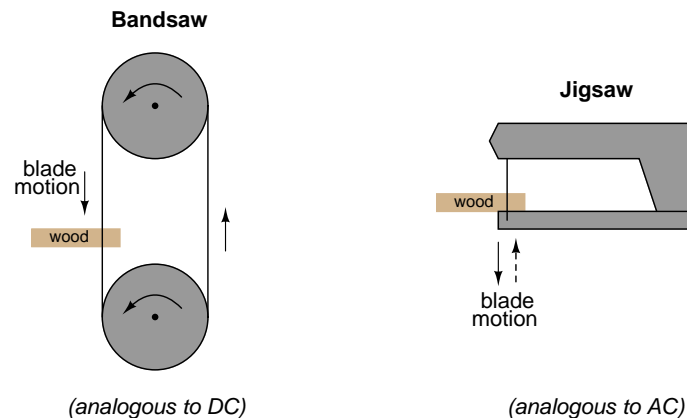 Bandsaw
blade
motion
wood
(analogous to DC)
Jigsaw
wood
blade
motion
(analogous to AC)